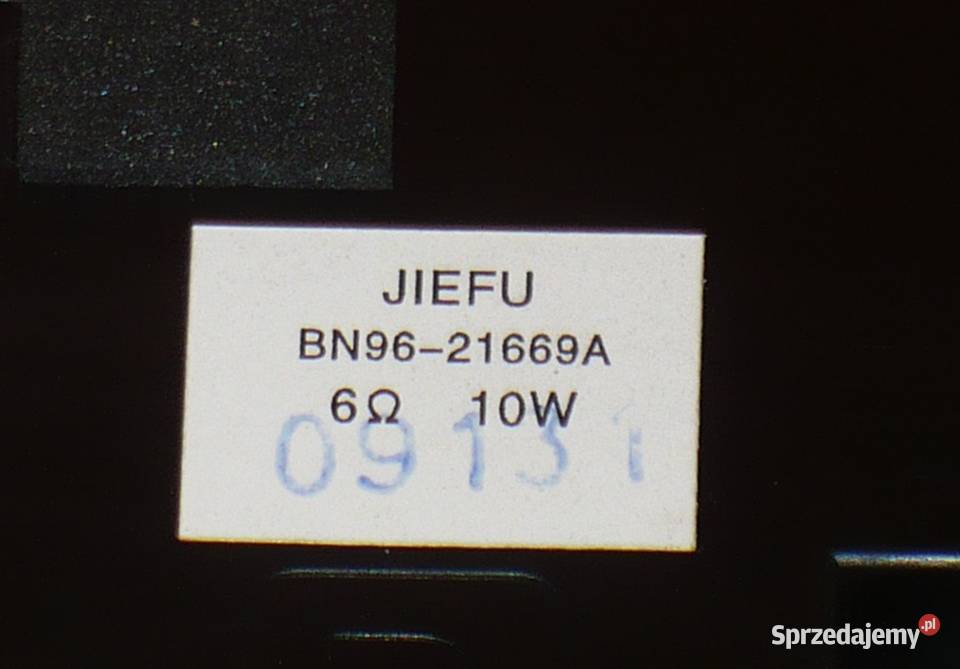 JIEFU
BN96-21669A
6Ω 10W
09131
Sprzedajemy.pl